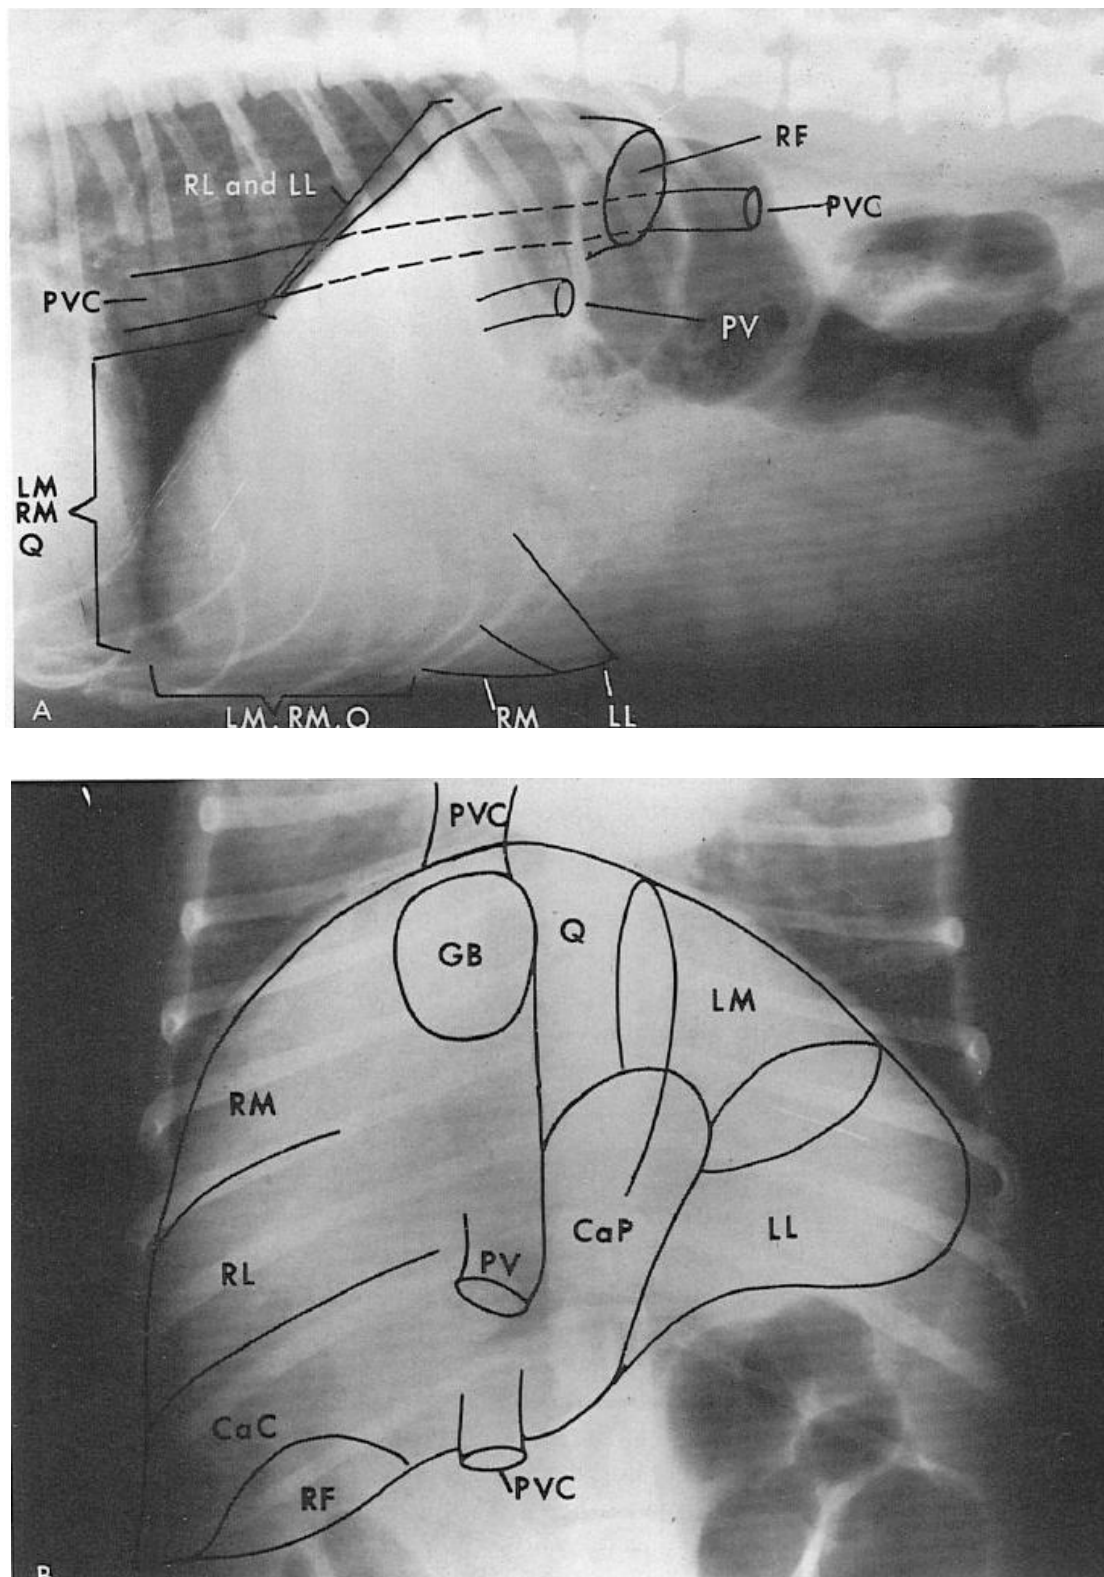 RF
RL and LL
PVC
PVC
PV
LM
RM
Q
A
LM, RM, Q
RM
LL
PVC
GB
Q
LM
RM
CaP
LL
PV
RL
CaC
RF
PVC
B